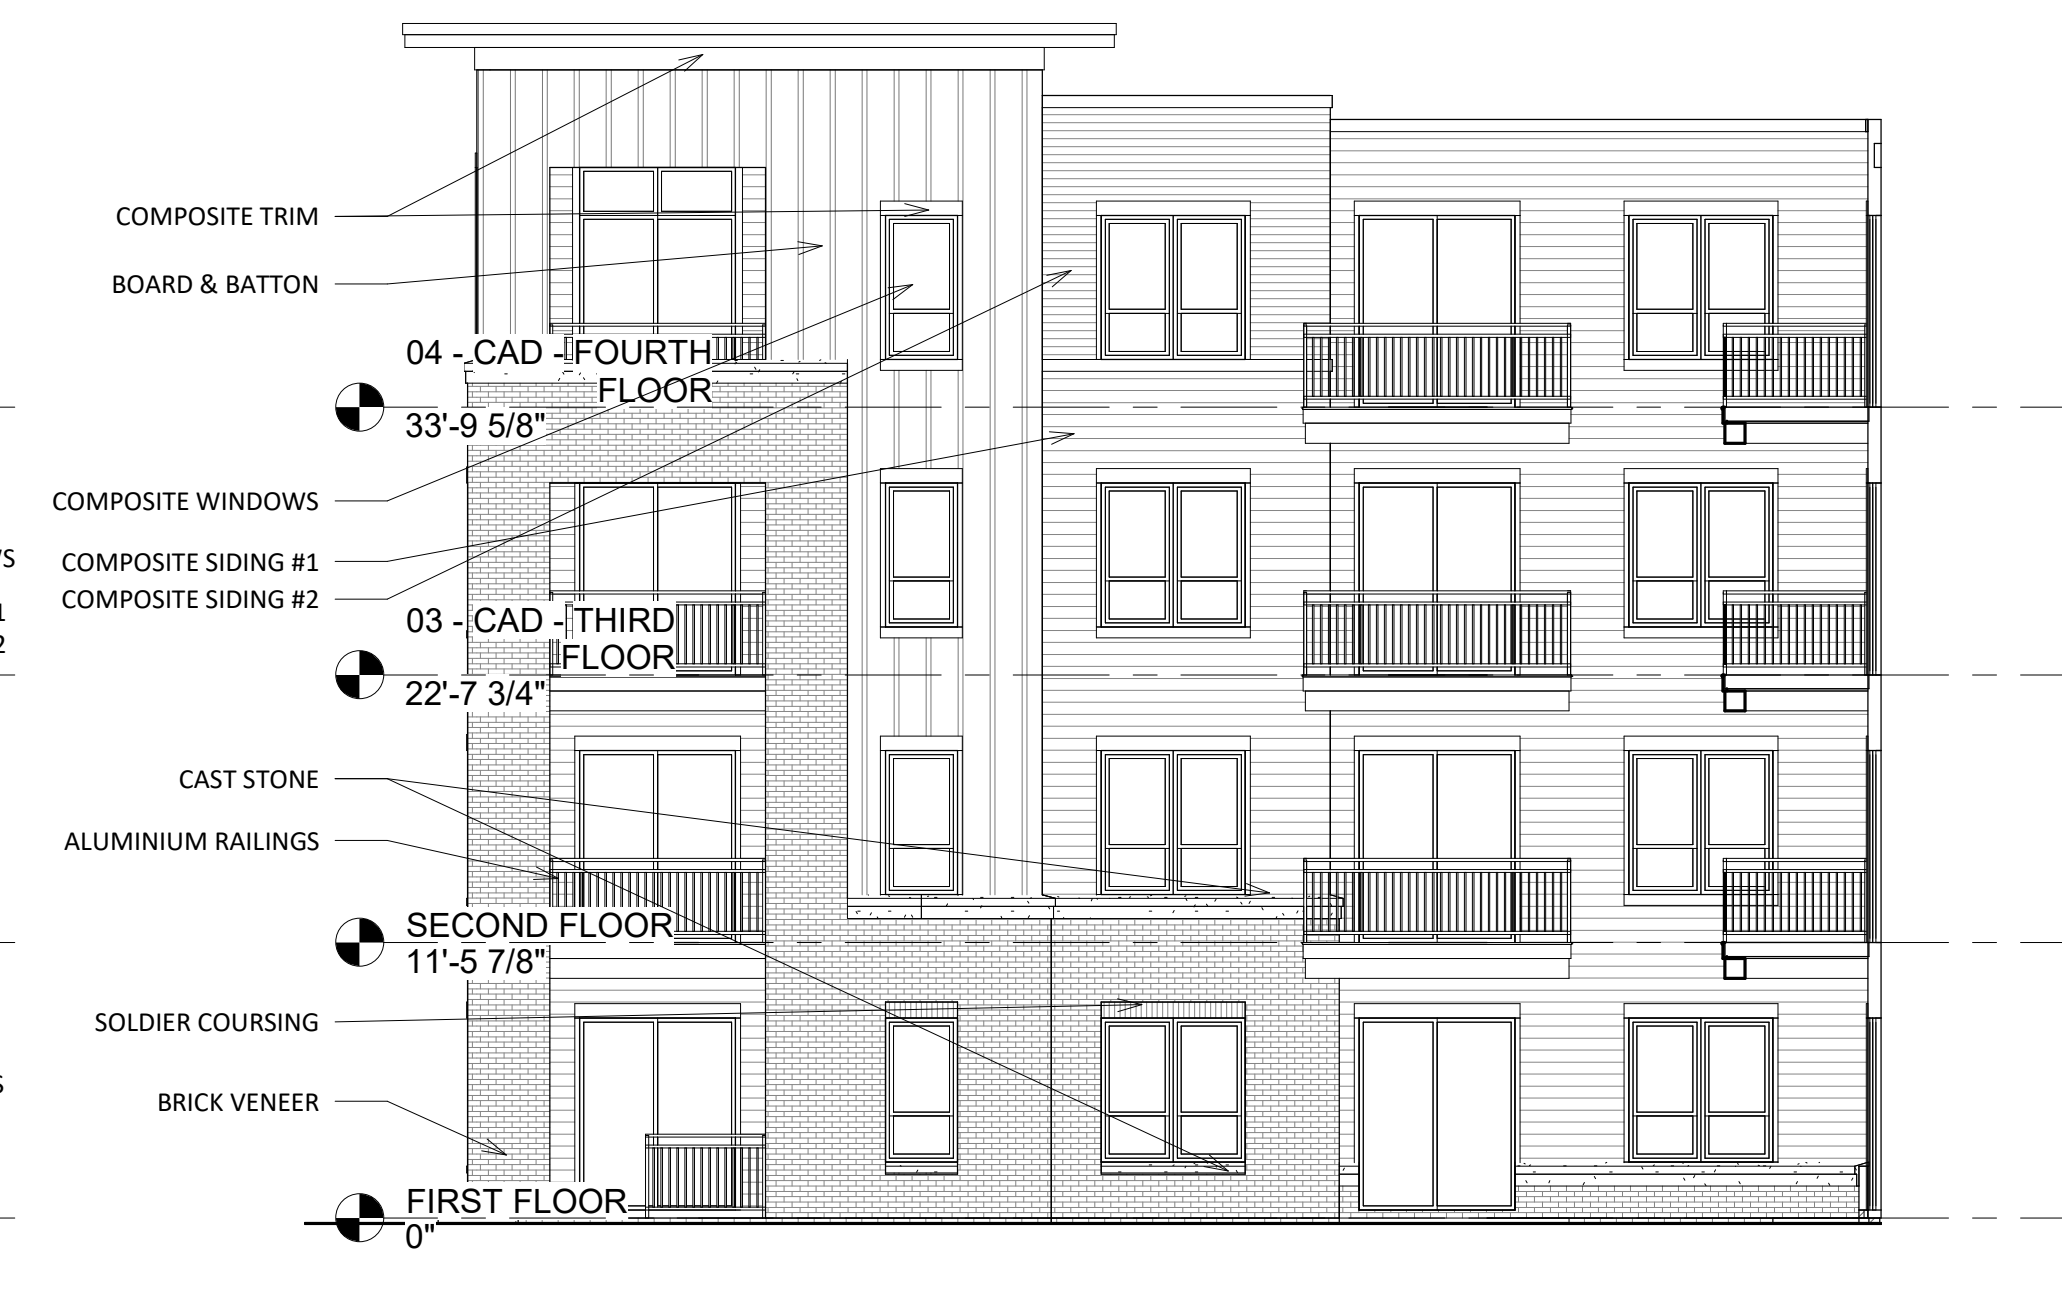 COMPOSITE TRIM
BOARD & BATTON
04 - CAD - FOURTH
FLOOR
33'-9 5/8"
COMPOSITE WINDOWS
COMPOSITE SIDING #1
COMPOSITE SIDING #2
03 - CAD - THIRD
FLOOR
22'-7 3/4"
CAST STONE
ALUMINIUM RAILINGS
SECOND FLOOR
11'-5 7/8"
SOLDIER COURSING
BRICK VENEER
FIRST FLOOR
0"